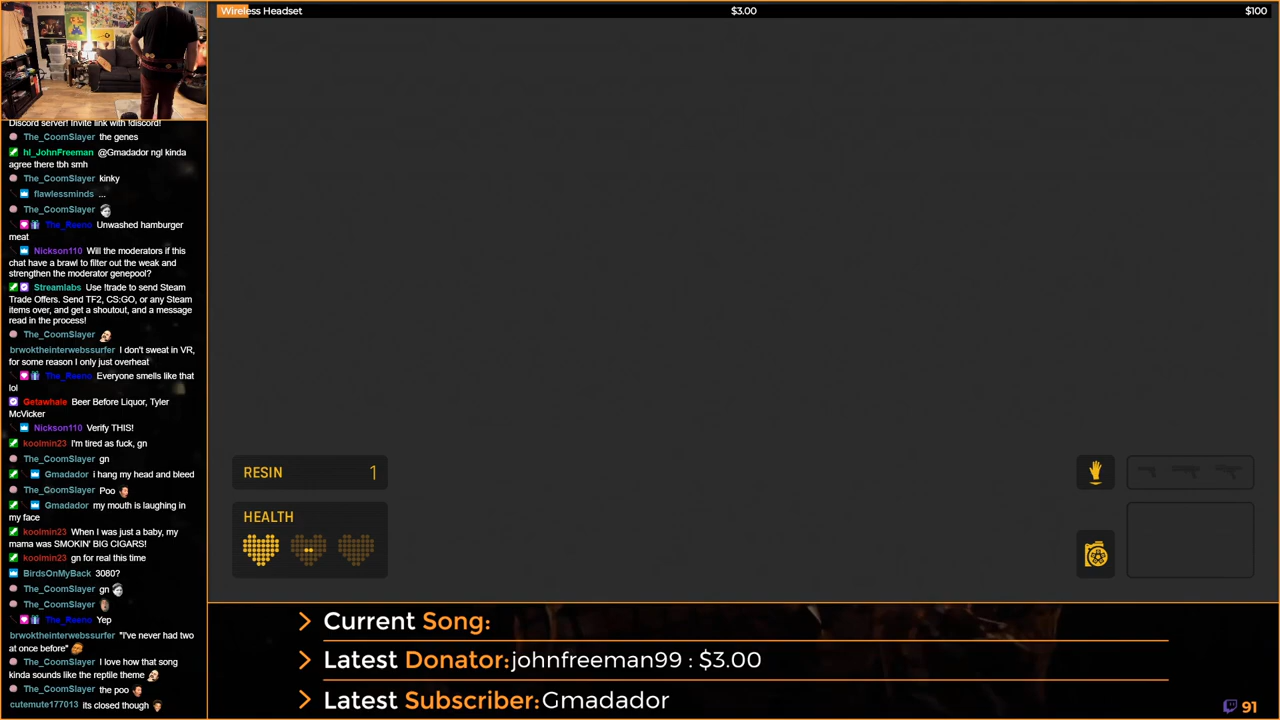 Wireless Headset $3.00 $100
Discord server! Invite link with !discord!
The_CoomSlayer the genes
hl_JohnFreeman @Gmadador ngl kinda
agree there tbh smh
The_CoomSlayer kinky
flawlessminds ...
The_CoomSlayer
The_Reeno Unwashed hamburger
meat
Nickson110 Will the moderators if this
chat have a brawl to filter out the weak and
strengthen the moderator genepool?
Streamlabs Use !trade to send Steam
Trade Offers. Send TF2, CS:GO, or any Steam
items over, and get a shoutout, and a message
read in the process!
The_CoomSlayer
brwoktheinterwebssurfer I don't sweat in VR,
for some reason I only just overheat
The_Reeno Everyone smells like that
lol
Getawhale Beer Before Liquor, Tyler
McVicker
Nickson110 Verify THIS!
koolmin23 I'm tired as fuck, gn
The_CoomSlayer gn
Gmadador i hang my head and bleed
The_CoomSlayer Poo
Gmadador my mouth is laughing in
my face
koolmin23 When I was just a baby, my
mama was SMOKIN' BIG CIGARS!
koolmin23 gn for real this time
BirdsOnMyBack 3080?
The_CoomSlayer gn
The_CoomSlayer
The_Reeno Yep
brwoktheinterwebssurfer "I've never had two
at once before"
The_CoomSlayer I love how that song
kinda sounds like the reptile theme
The_CoomSlayer the poo
cutemute177013 its closed though
RESIN 1
HEALTH
Current Song:
Latest Donator:johnfreeman99 : $3.00
Latest Subscriber:Gmadador
91